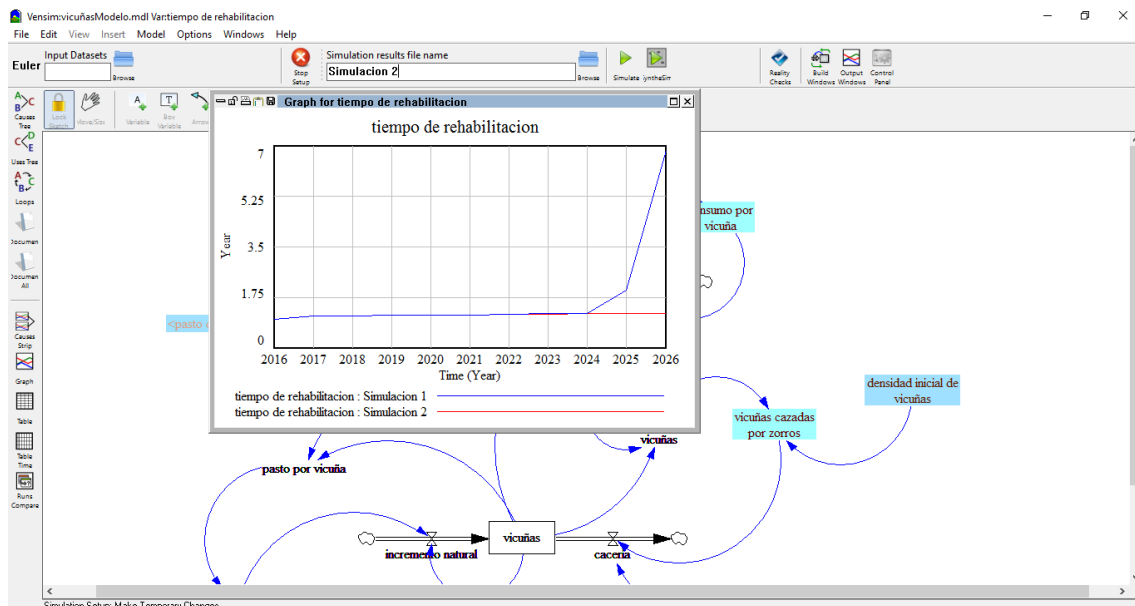 Vensim:vicuñasModelo.mdl Var:tiempo de rehabilitacion
File Edit View Insert Model Options Windows Help
Euler
Input Datasets
Browse
Stop
Setup
Simulation results file name
Simulacion 2
Browse
Simulate
Reality
Checks
Build
Windows
Output
Windows
Control
Panel
Causes
Tree
Lock
Sketch
Move/Size
Variable
Box
Variable
Arrow
Uses Tree
Loops
Document
All
Causes
Strip
Graph
Table
Table
Time
Runs
Compare
Graph for tiempo de rehabilitacion
tiempo de rehabilitacion
7
5.25
3.5
1.75
0
Year
2016 2017 2018 2019 2020 2021 2022 2023 2024 2025 2026
Time (Year)
tiempo de rehabilitacion : Simulacion 1
tiempo de rehabilitacion : Simulacion 2
nsumo por
vicuña
<pasto
densidad inicial de
vicuñas
vicuñas cazadas
por zorros
vicuñas
pasto por vicuña
vicuñas
incremento natural
caceria
Simulation Setup: Make Temporary Changes